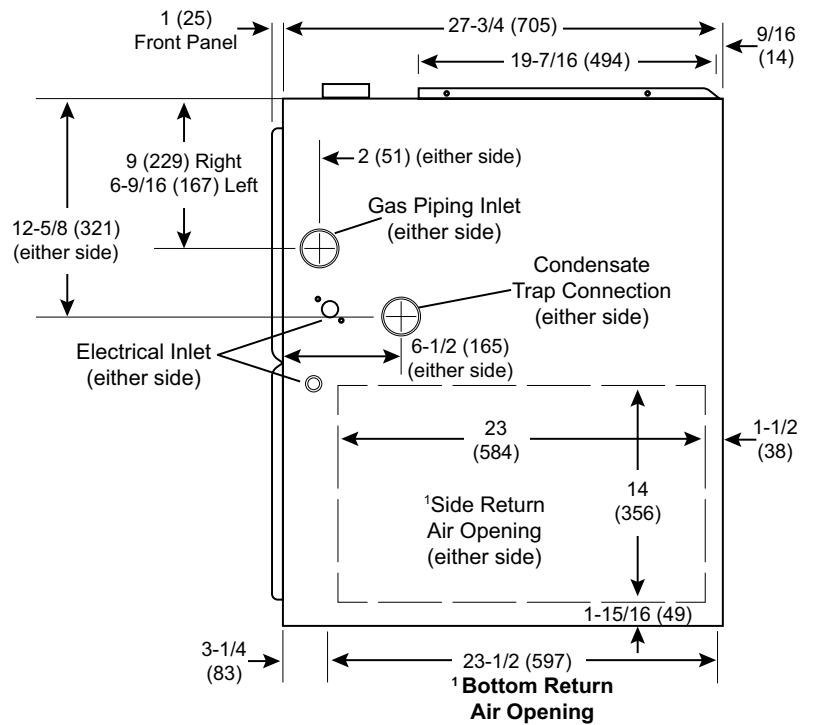 1 (25)
Front Panel
27-3/4 (705)
9/16
(14)
19-7/16 (494)
9 (229) Right
6-9/16 (167) Left
2 (51) (either side)
12-5/8 (321)
(either side)
Gas Piping Inlet
(either side)
Condensate
Trap Connection
(either side)
Electrical Inlet
(either side)
6-1/2 (165)
(either side)
23
(584)
1-1/2
(38)
14
(356)
¹Side Return
Air Opening
(either side)
1-15/16 (49)
3-1/4
(83)
23-1/2 (597)
¹ Bottom Return
Air Opening